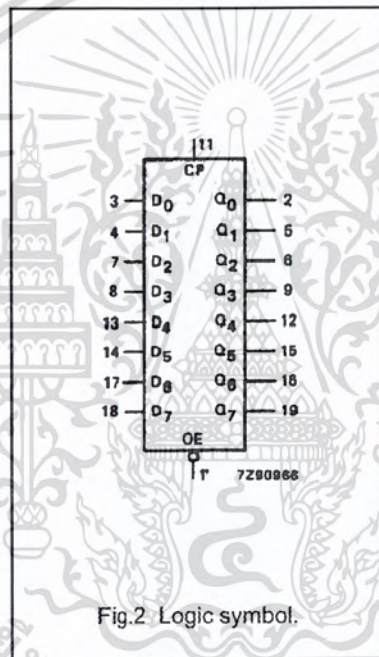 11
CP
3 D0 Q0 2
4 D1 Q1 5
7 D2 Q2 6
8 D3 Q3 9
13 D4 Q4 12
14 D5 Q5 15
17 D6 Q6 16
18 D7 Q7 19
OE
1
7Z90966
Fig.2 Logic symbol.